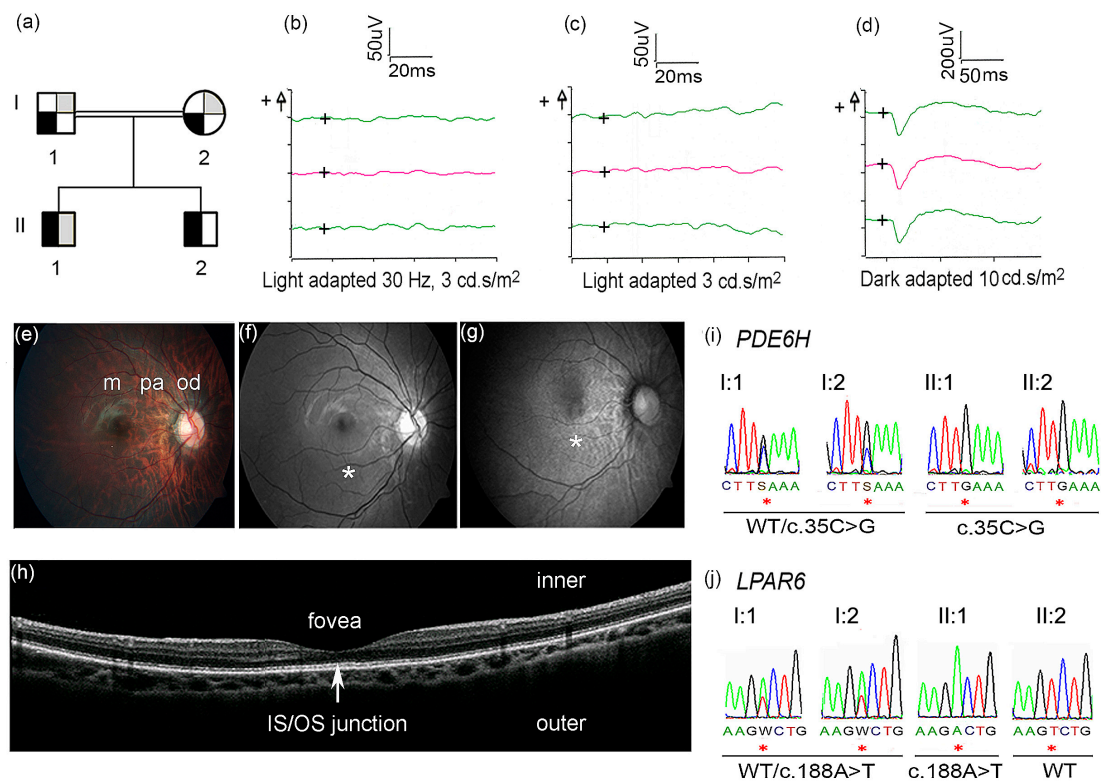 (a)
I
1
2
II
1
2
(b)
50uV
20ms
+
Light adapted 30 Hz, 3 cd.s/m2
(c)
50uV
20ms
+
Light adapted 3 cd.s/m2
(d)
200uV
50ms
+
Dark adapted 10 cd.s/m2
(e)
m pa od
(f)
*
(g)
*
(h)
inner
fovea
IS/OS junction
outer
(i) PDE6H
I:1 I:2 II:1 II:2
CTTSAAA CTTSAAA CTTGAAA CTTGAAA
* * * *
WT/c.35C>G c.35C>G
(j) LPAR6
I:1 I:2 II:1 II:2
AAGWCTG AAGWCTG AAGACTG AAGTCTG
* * * *
WT/c.188A>T c.188A>T WT